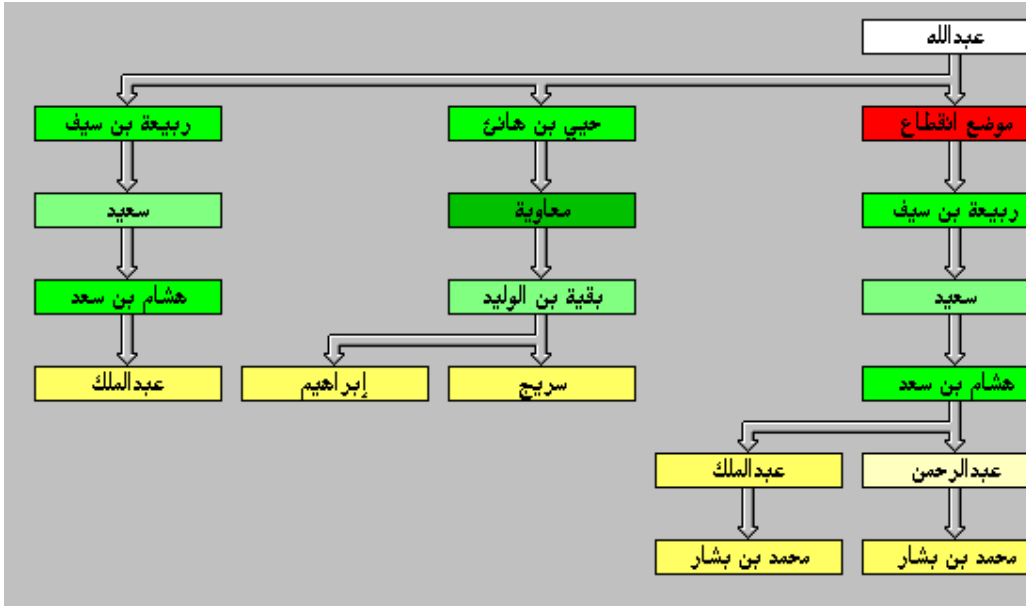 عبدالله
موضع انقطاع
حيي بن هانئ
ربيعة بن سيف
ربيعة بن سيف
معاوية
سعيد
سعيد
بقية بن الوليد
هشام بن سعد
هشام بن سعد
سريج
إبراهيم
عبدالملك
عبدالرحمن
عبدالملك
محمد بن بشار
محمد بن بشار